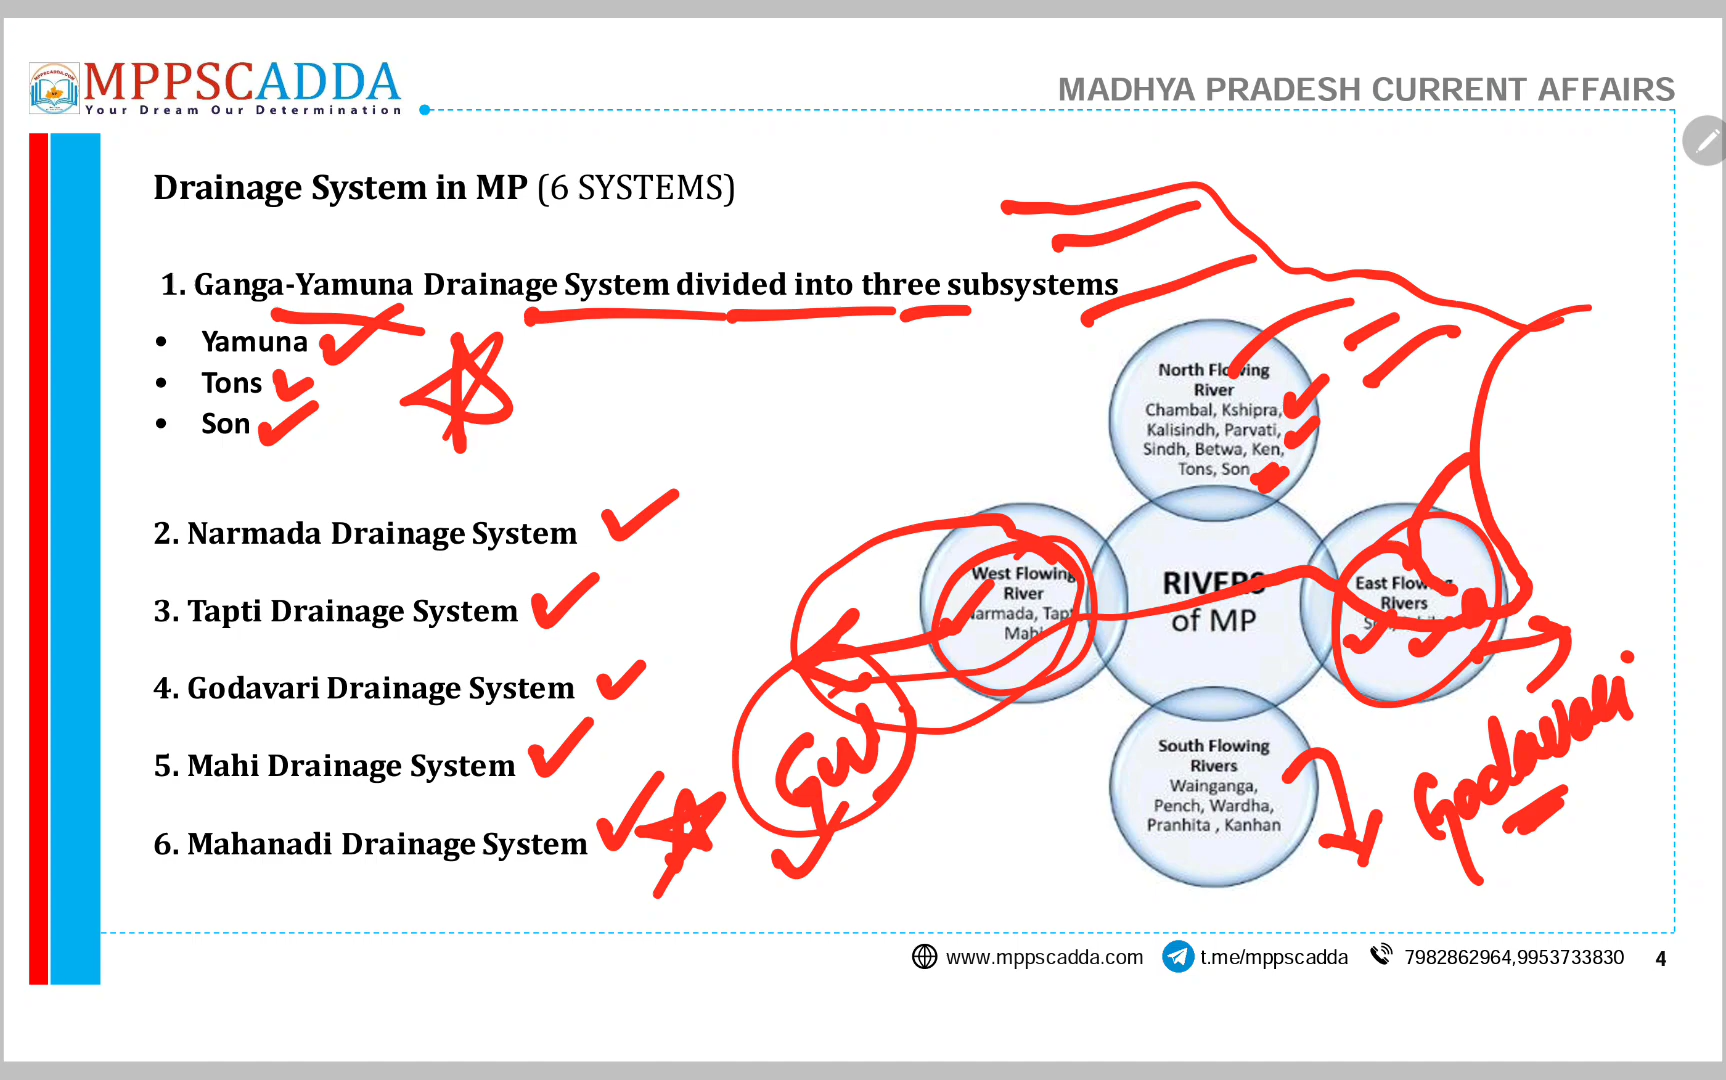 MPPSCADDA
Your Dream Our Determination
MADHYA PRADESH CURRENT AFFAIRS
Drainage System in MP (6 SYSTEMS)
1. Ganga-Yamuna Drainage System divided into three subsystems
• Yamuna
• Tons
• Son
2. Narmada Drainage System
3. Tapti Drainage System
4. Godavari Drainage System
5. Mahi Drainage System
6. Mahanadi Drainage System
North Flowing
River
Chambal, Kshipra,
Kalisindh, Parvati,
Sindh, Betwa, Ken,
Tons, Son
West Flowing
River
Narmada, Tapti
Mahi
RIVERS
of MP
East Flowing
Rivers
South Flowing
Rivers
Wainganga,
Pench, Wardha,
Pranhita , Kanhan
Godavari
www.mppscadda.com
t.me/mppscadda
7982862964,9953733830
4